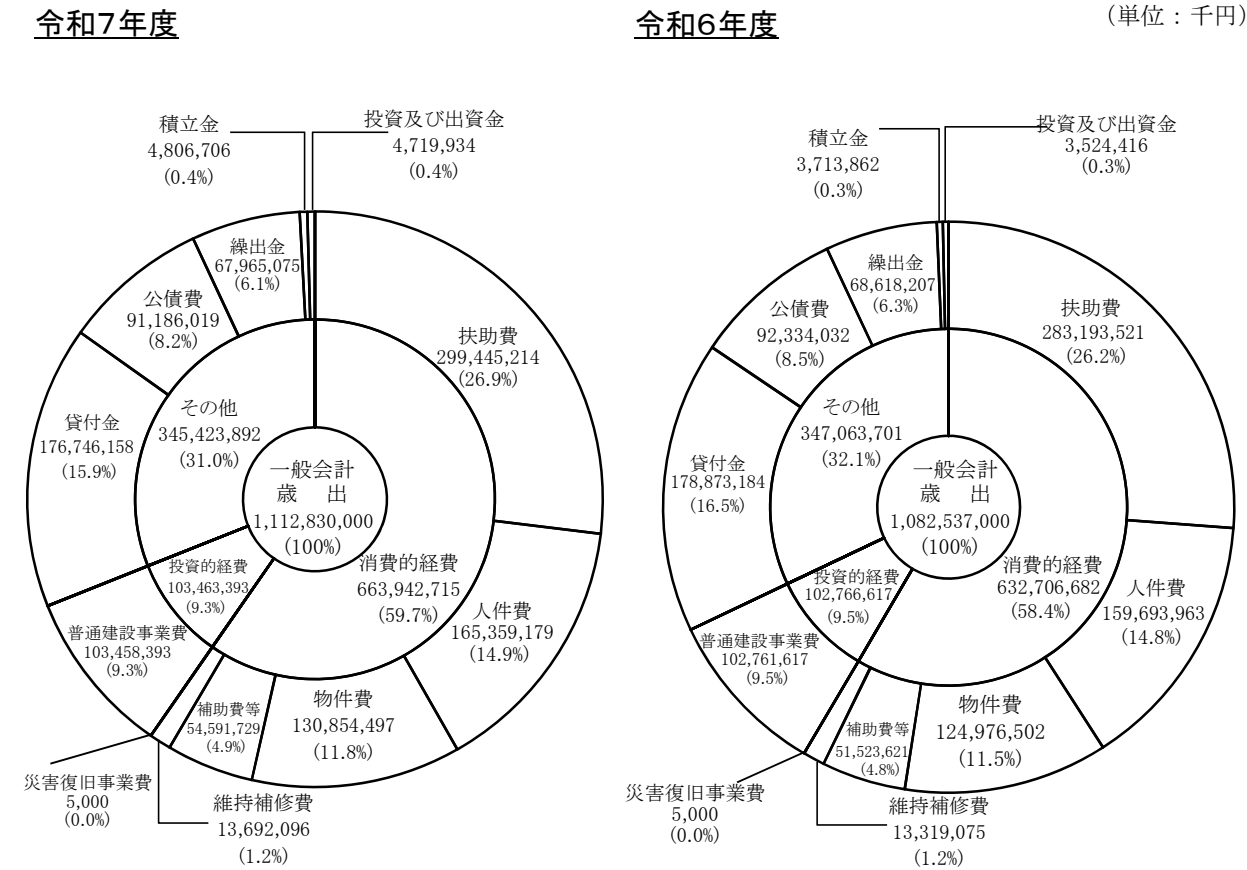 令和7年度
令和6年度
（単位：千円）
積立金
4,806,706
(0.4%)
投資及び出資金
4,719,934
(0.4%)
繰出金
67,965,075
(6.1%)
公債費
91,186,019
(8.2%)
扶助費
299,445,214
(26.9%)
その他
345,423,892
(31.0%)
貸付金
176,746,158
(15.9%)
一般会計
歳　出
1,112,830,000
(100%)
投資的経費
103,463,393
(9.3%)
消費的経費
663,942,715
(59.7%)
人件費
165,359,179
(14.9%)
普通建設事業費
103,458,393
(9.3%)
補助費等
54,591,729
(4.9%)
物件費
130,854,497
(11.8%)
災害復旧事業費
5,000
(0.0%)
維持補修費
13,692,096
(1.2%)
積立金
3,713,862
(0.3%)
投資及び出資金
3,524,416
(0.3%)
繰出金
68,618,207
(6.3%)
公債費
92,334,032
(8.5%)
扶助費
283,193,521
(26.2%)
その他
347,063,701
(32.1%)
貸付金
178,873,184
(16.5%)
一般会計
歳　出
1,082,537,000
(100%)
投資的経費
102,766,617
(9.5%)
消費的経費
632,706,682
(58.4%)
人件費
159,693,963
(14.8%)
普通建設事業費
102,761,617
(9.5%)
補助費等
51,523,621
(4.8%)
物件費
124,976,502
(11.5%)
災害復旧事業費
5,000
(0.0%)
維持補修費
13,319,075
(1.2%)